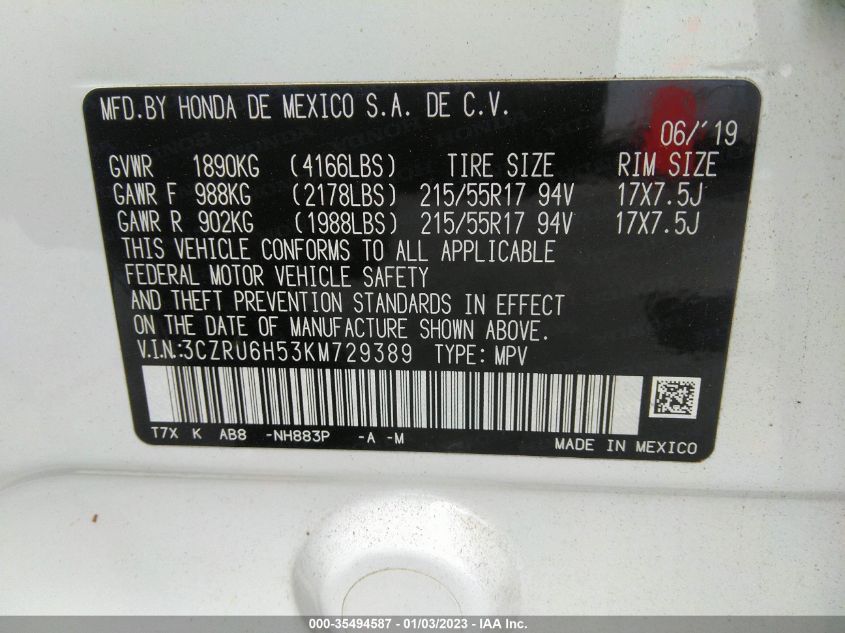 MFD.BY HONDA DE MEXICO S.A. DE C.V.
06/'19
GVWR 1890KG (4166LBS) TIRE SIZE RIM SIZE
GAWR F 988KG (2178LBS) 215/55R17 94V 17X7.5J
GAWR R 902KG (1988LBS) 215/55R17 94V 17X7.5J
THIS VEHICLE CONFORMS TO ALL APPLICABLE
FEDERAL MOTOR VEHICLE SAFETY
AND THEFT PREVENTION STANDARDS IN EFFECT
ON THE DATE OF MANUFACTURE SHOWN ABOVE.
V.I.N.:3CZRU6H53KM729389 TYPE: MPV
T7X K AB8 -NH883P -A -M
MADE IN MEXICO
000-35494587 - 01/03/2023 - IAA Inc.